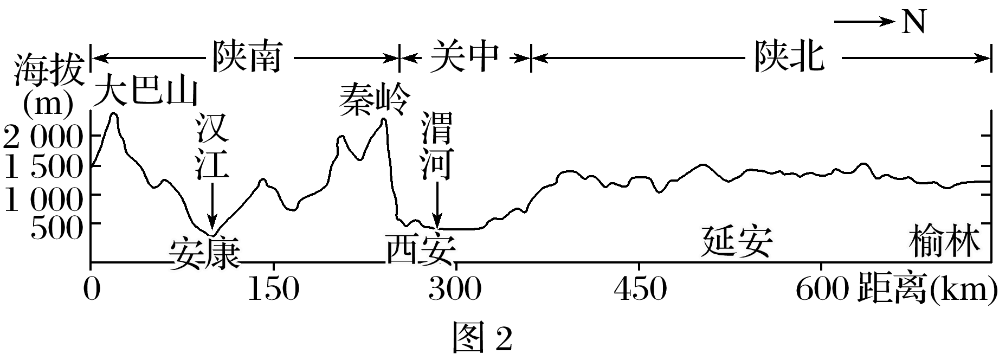 N
陕南 关中 陕北
海拔
(m)
大巴山 秦岭
汉江 渭河
2 000
1 500
1 000
500
安康 西安 延安 榆林
0 150 300 450 600 距离(km)
图 2